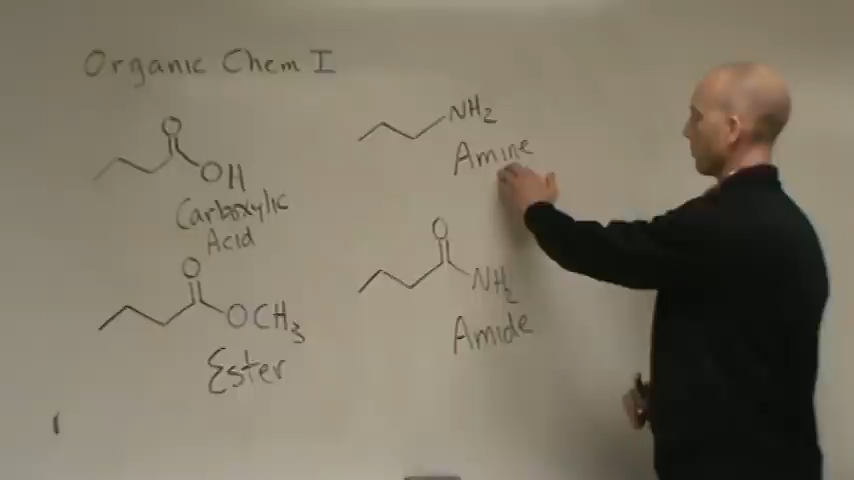 Organic Chem I
O
OH
Carboxylic
Acid
O
OCH3
Ester
NH2
Amine
O
NH2
Amide